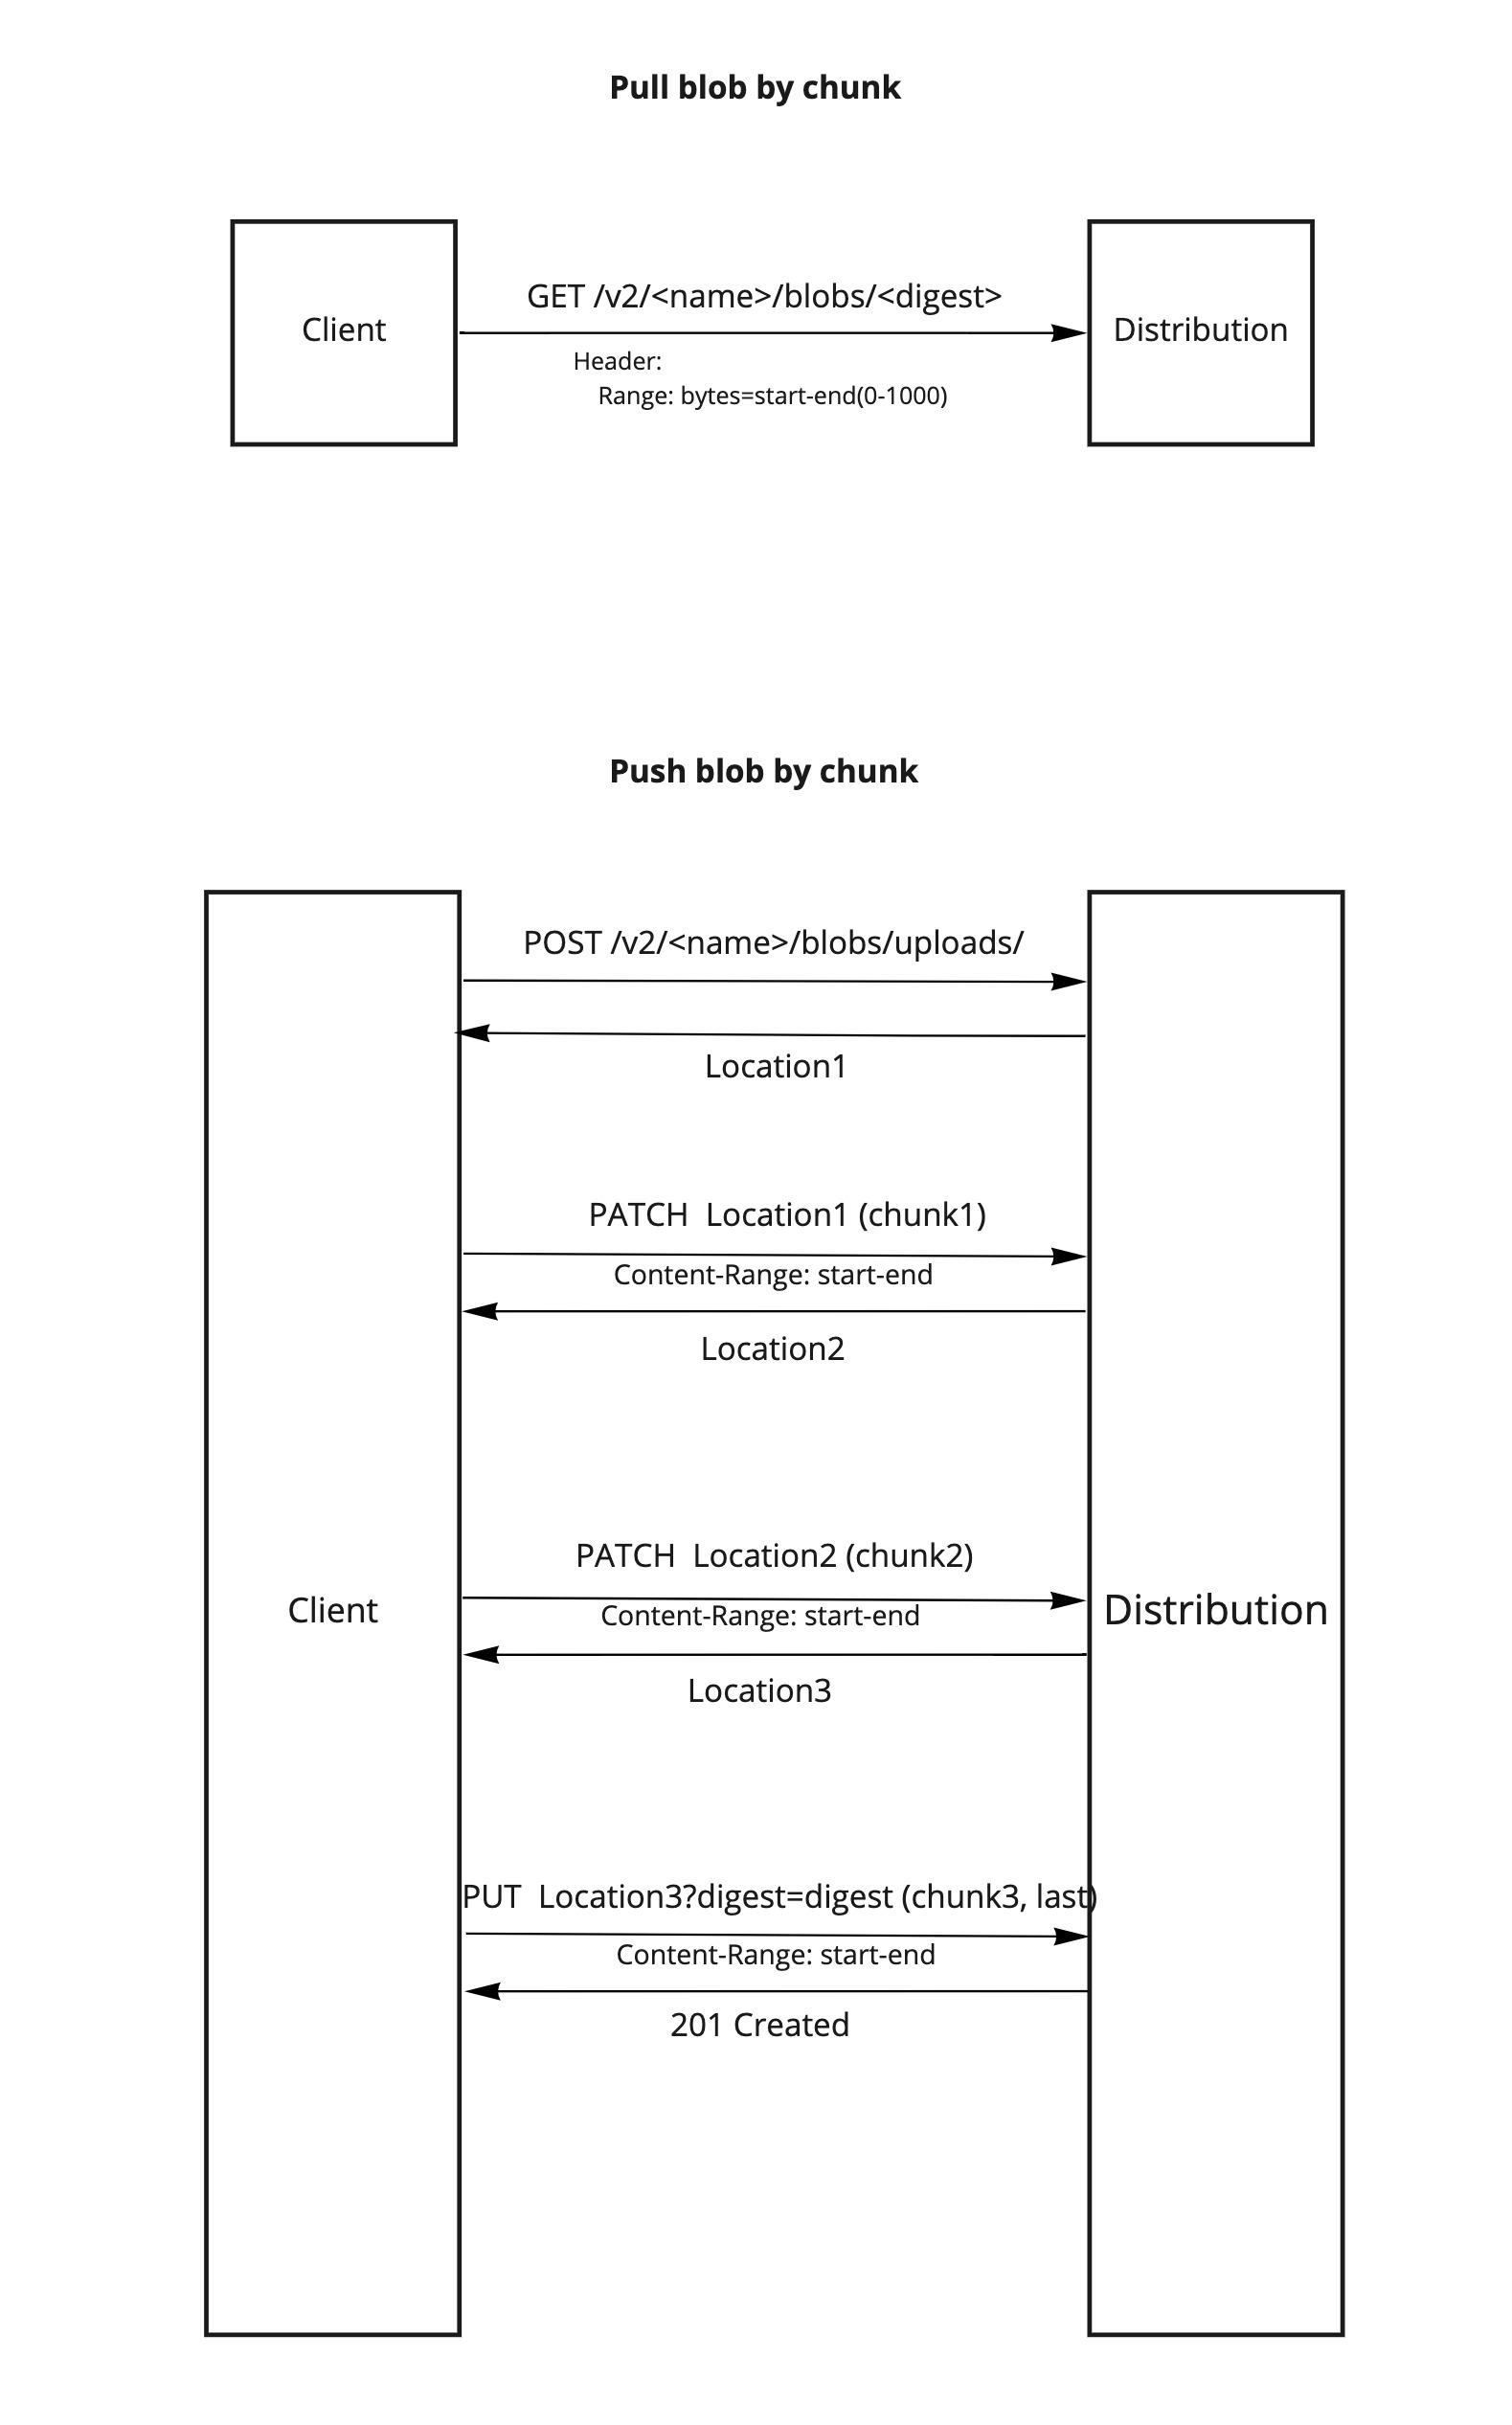 Pull blob by chunk
Client
GET /v2/<name>/blobs/<digest>
Header:
Range: bytes=start-end(0-1000)
Distribution
Push blob by chunk
POST /v2/<name>/blobs/uploads/
Location1
PATCH  Location1 (chunk1)
Content-Range: start-end
Location2
PATCH  Location2 (chunk2)
Client
Content-Range: start-end
Distribution
Location3
PUT  Location3?digest=digest (chunk3, last)
Content-Range: start-end
201 Created